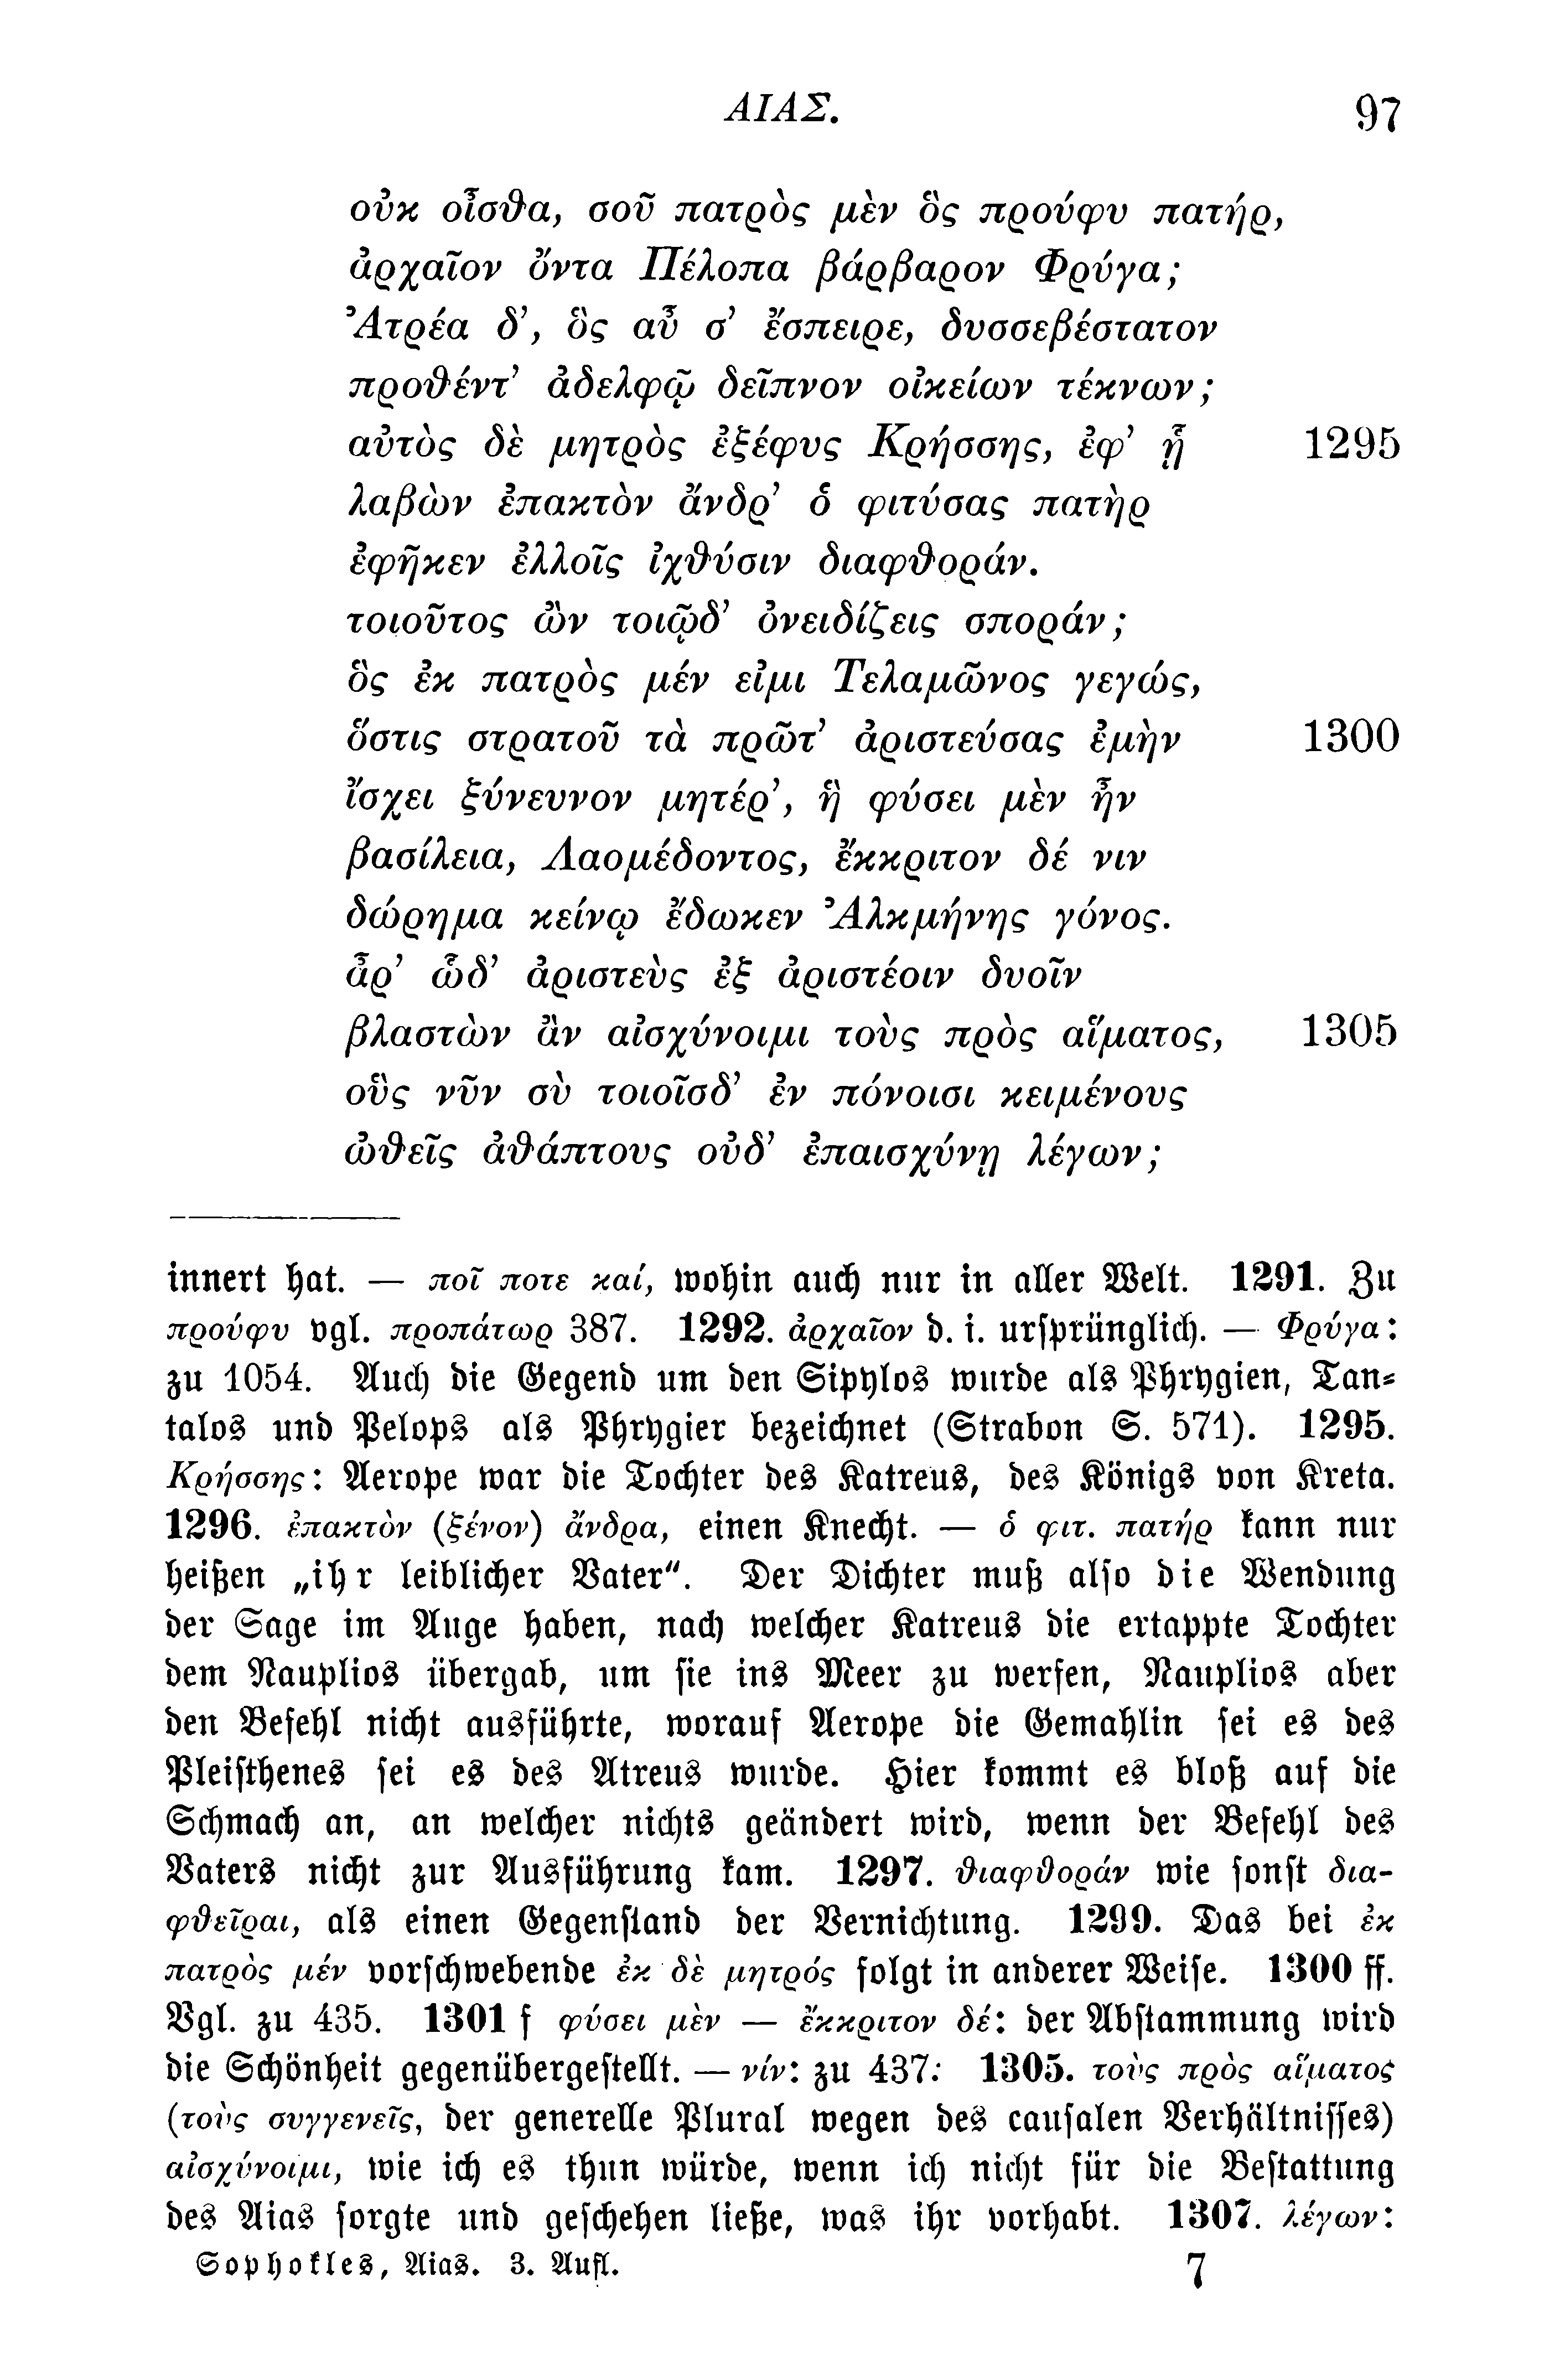 ΑΙΑΣ. 97
οὐκ οἶσθα, σοῦ πατρὸς μὲν ὃς προύφυ πατήρ,
ἀρχαῖον ὄντα Πέλοπα βάρβαρον Φρύγα;
Ἀτρέα δ’, ὃς αὖ σ’ ἔσπειρε, δυσσεβέστατον
προθέντ’ ἀδελφῷ δεῖπνον οἰκείων τέκνων;
αὐτὸς δὲ μητρὸς ἐξέφυς Κρήσσης, ἐφ’ ᾗ 1295
λαβὼν ἐπακτὸν ἄνδρ’ ὁ φιτύσας πατὴρ
ἐφῆκεν ἐλλοῖς ἰχθύσιν διαφθοράν.
τοιοῦτος ὢν τοιῷδ’ ὀνειδίζεις σποράν;
ὃς ἐκ πατρὸς μέν εἰμι Τελαμῶνος γεγώς,
ὅστις στρατοῦ τὰ πρῶτ’ ἀριστεύσας ἐμὴν 1300
ἴσχει ξύνευνον μητέρ’, ἣ φύσει μὲν ἦν
βασίλεια, Λαομέδοντος, ἔκκριτον δέ νιν
δώρημα κείνῳ ἔδωκεν Ἀλκμήνης γόνος.
ἆρ’ ὧδ’ ἀριστεὺς ἐξ ἀριστέοιν δυοῖν
βλαστὼν ἂν αἰσχύνοιμι τοὺς πρὸς αἵματος, 1305
οὓς νῦν σὺ τοιοῖσδ’ ἐν πόνοισι κειμένους
ὠθεῖς ἀθάπτους οὐδ’ ἐπαισχύνῃ λέγων;
innert hat. — ποῖ ποτε καί, wohin auch nur in aller Welt. 1291. Zu
προύφυ vgl. προπάτωρ 387. 1292. ἀρχαῖον d. i. ursprünglich. — Φρύγα:
zu 1054. Auch die Gegend um den Sipylos wurde als Phrygien, Tan-
talos und Pelops als Phrygier bezeichnet (Strabon S. 571). 1295.
Κρήσσης: Aerope war die Tochter des Katreus, des Königs von Kreta.
1296. ἐπακτὸν (ξένον) ἄνδρα, einen Knecht. — ὁ φιτ. πατήρ kann nur
heißen „ihr leiblicher Vater“. Der Dichter muß also die Wendung
der Sage im Auge haben, nach welcher Katreus die ertappte Tochter
dem Nauplios übergab, um sie ins Meer zu werfen, Nauplios aber
den Befehl nicht ausführte, worauf Aerope die Gemahlin sei es des
Pleisthenes sei es des Atreus wurde. Hier kommt es bloß auf die
Schmach an, an welcher nichts geändert wird, wenn der Befehl des
Vaters nicht zur Ausführung kam. 1297. θιαφθοράν wie sonst δια-
φθεῖραι, als einen Gegenstand der Vernichtung. 1299. Das bei ἐκ
πατρὸς μέν vorschwebende ἐκ δὲ μητρός folgt in anderer Weise. 1300 ff.
Vgl. zu 435. 1301 f φύσει μὲν — ἔκκριτον δέ: der Abstammung wird
die Schönheit gegenübergestellt. — νίν: zu 437: 1305. τοὺς πρὸς αἵματος
(τοὺς συγγενεῖς, der generelle Plural wegen des causalen Verhältnisses)
αἰσχύνοιμι, wie ich es thun würde, wenn ich nicht für die Bestattung
des Aias sorgte und geschehen ließe, was ihr vorhabt. 1307. λέγων:
Sophokles, Aias. 3. Aufl. 7